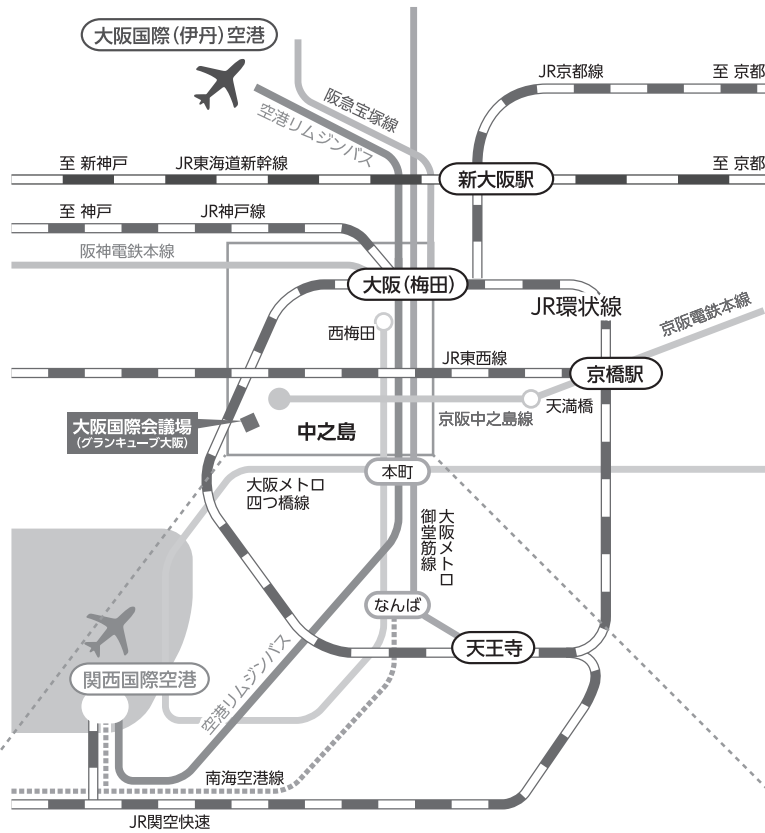 大阪国際(伊丹)空港
JR京都線
至 京都
阪急宝塚線
空港リムジンバス
至 新神戸
JR東海道新幹線
新大阪駅
至 京都
至 神戸
JR神戸線
阪神電鉄本線
大阪(梅田)
JR環状線
京阪電鉄本線
西梅田
JR東西線
京橋駅
天満橋
京阪中之島線
大阪国際会議場
(グランキューブ大阪)
中之島
本町
大阪メトロ
四つ橋線
大阪メトロ
御堂筋線
なんば
天王寺
関西国際空港
空港リムジンバス
南海空港線
JR関空快速